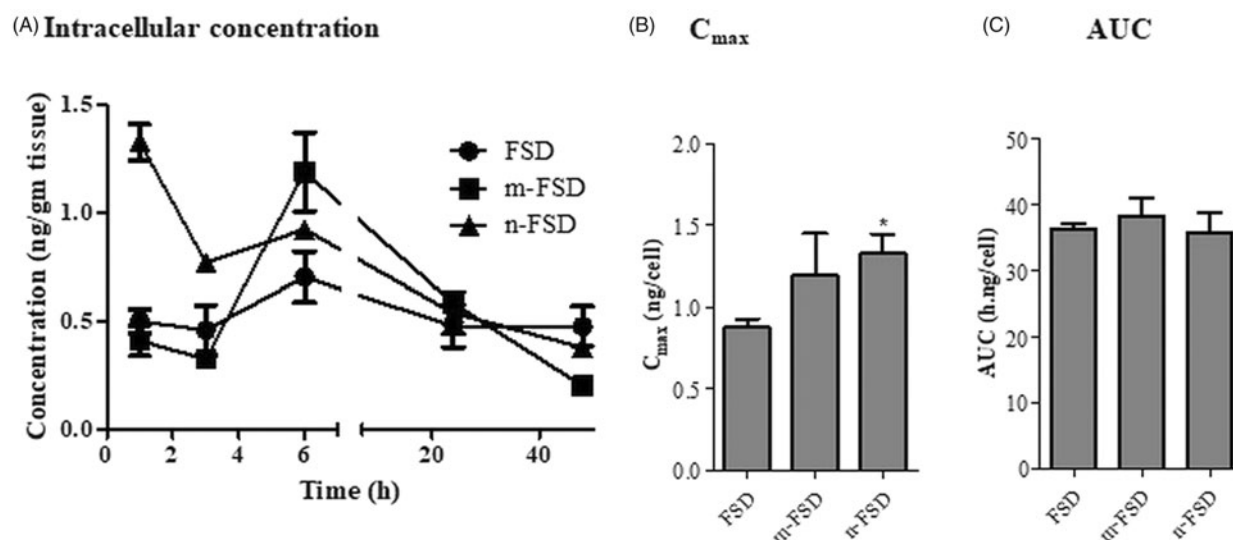 (A) Intracellular concentration
Concentration (ng/gm tissue)
1.5
1.0
0.5
0.0
FSD
m-FSD
n-FSD
0 2 4 6 20 40
Time (h)
(B) Cmax
Cmax (ng/cell)
2.0
1.5
1.0
0.5
0.0
*
FSD
m-FSD
n-FSD
(C) AUC
AUC (h.ng/cell)
50
40
30
20
10
0
FSD
m-FSD
n-FSD